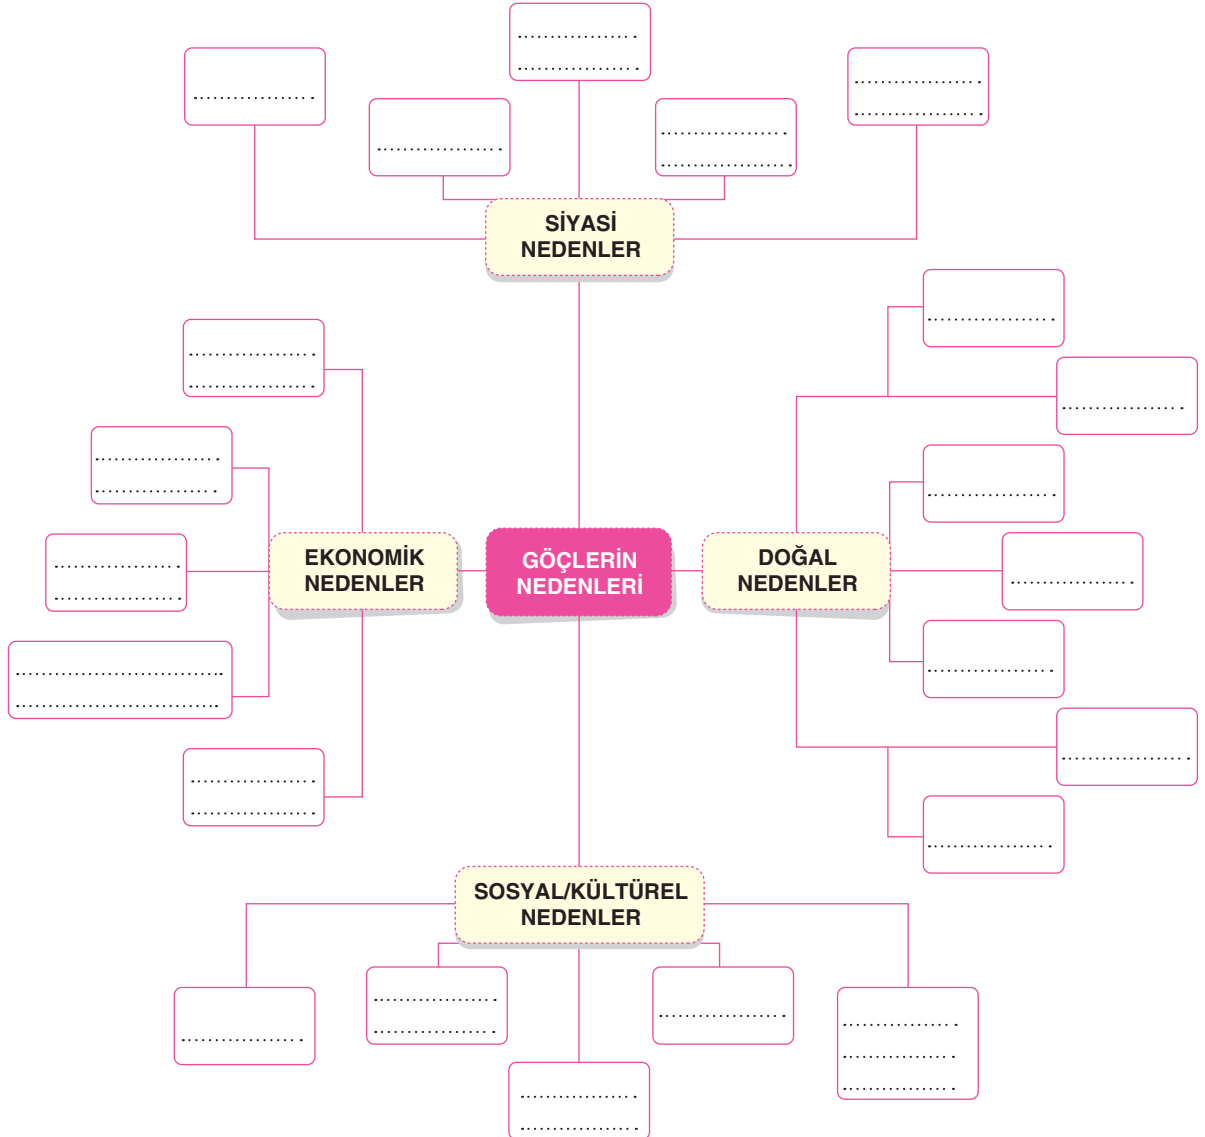 SİYASİ
NEDENLER
EKONOMİK
NEDENLER
GÖÇLERİN
NEDENLERİ
DOĞAL
NEDENLER
SOSYAL/KÜLTÜREL
NEDENLER